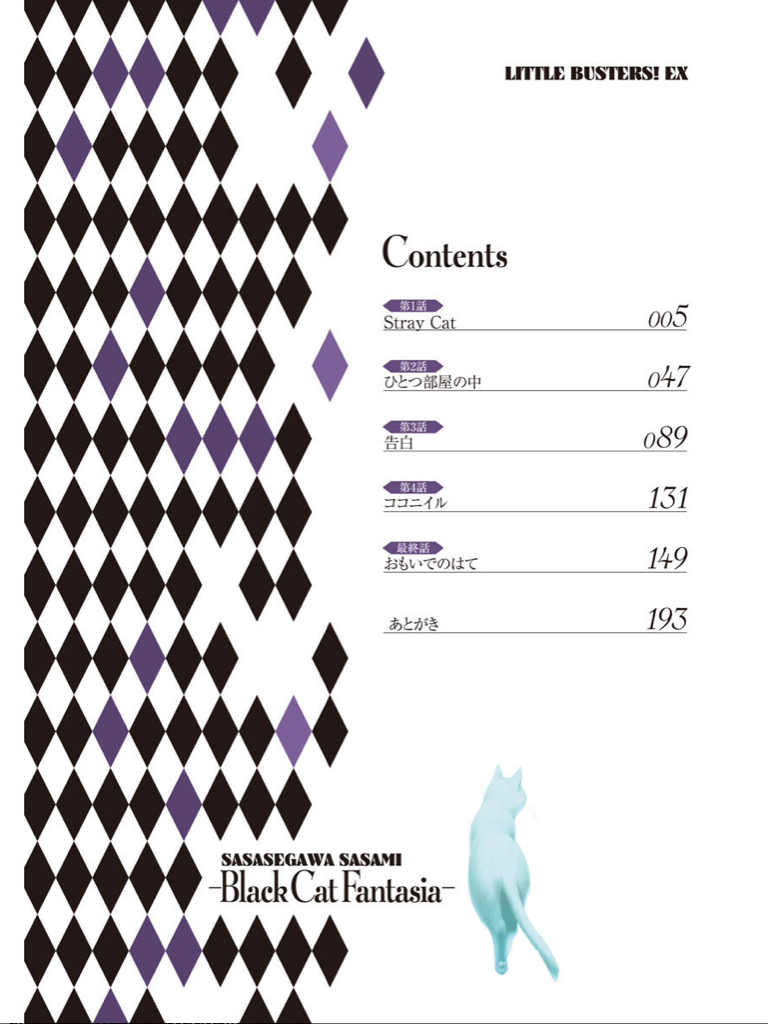 LITTLE BUSTERS! EX
Contents
第1話
Stray Cat 005
第2話
ひとつ部屋の中 047
第3話
告白 089
第4話
ココニイル 131
最終話
おもいでのはて 149
あとがき 193
SASASEGAWA SASAMI
-Black Cat Fantasia-